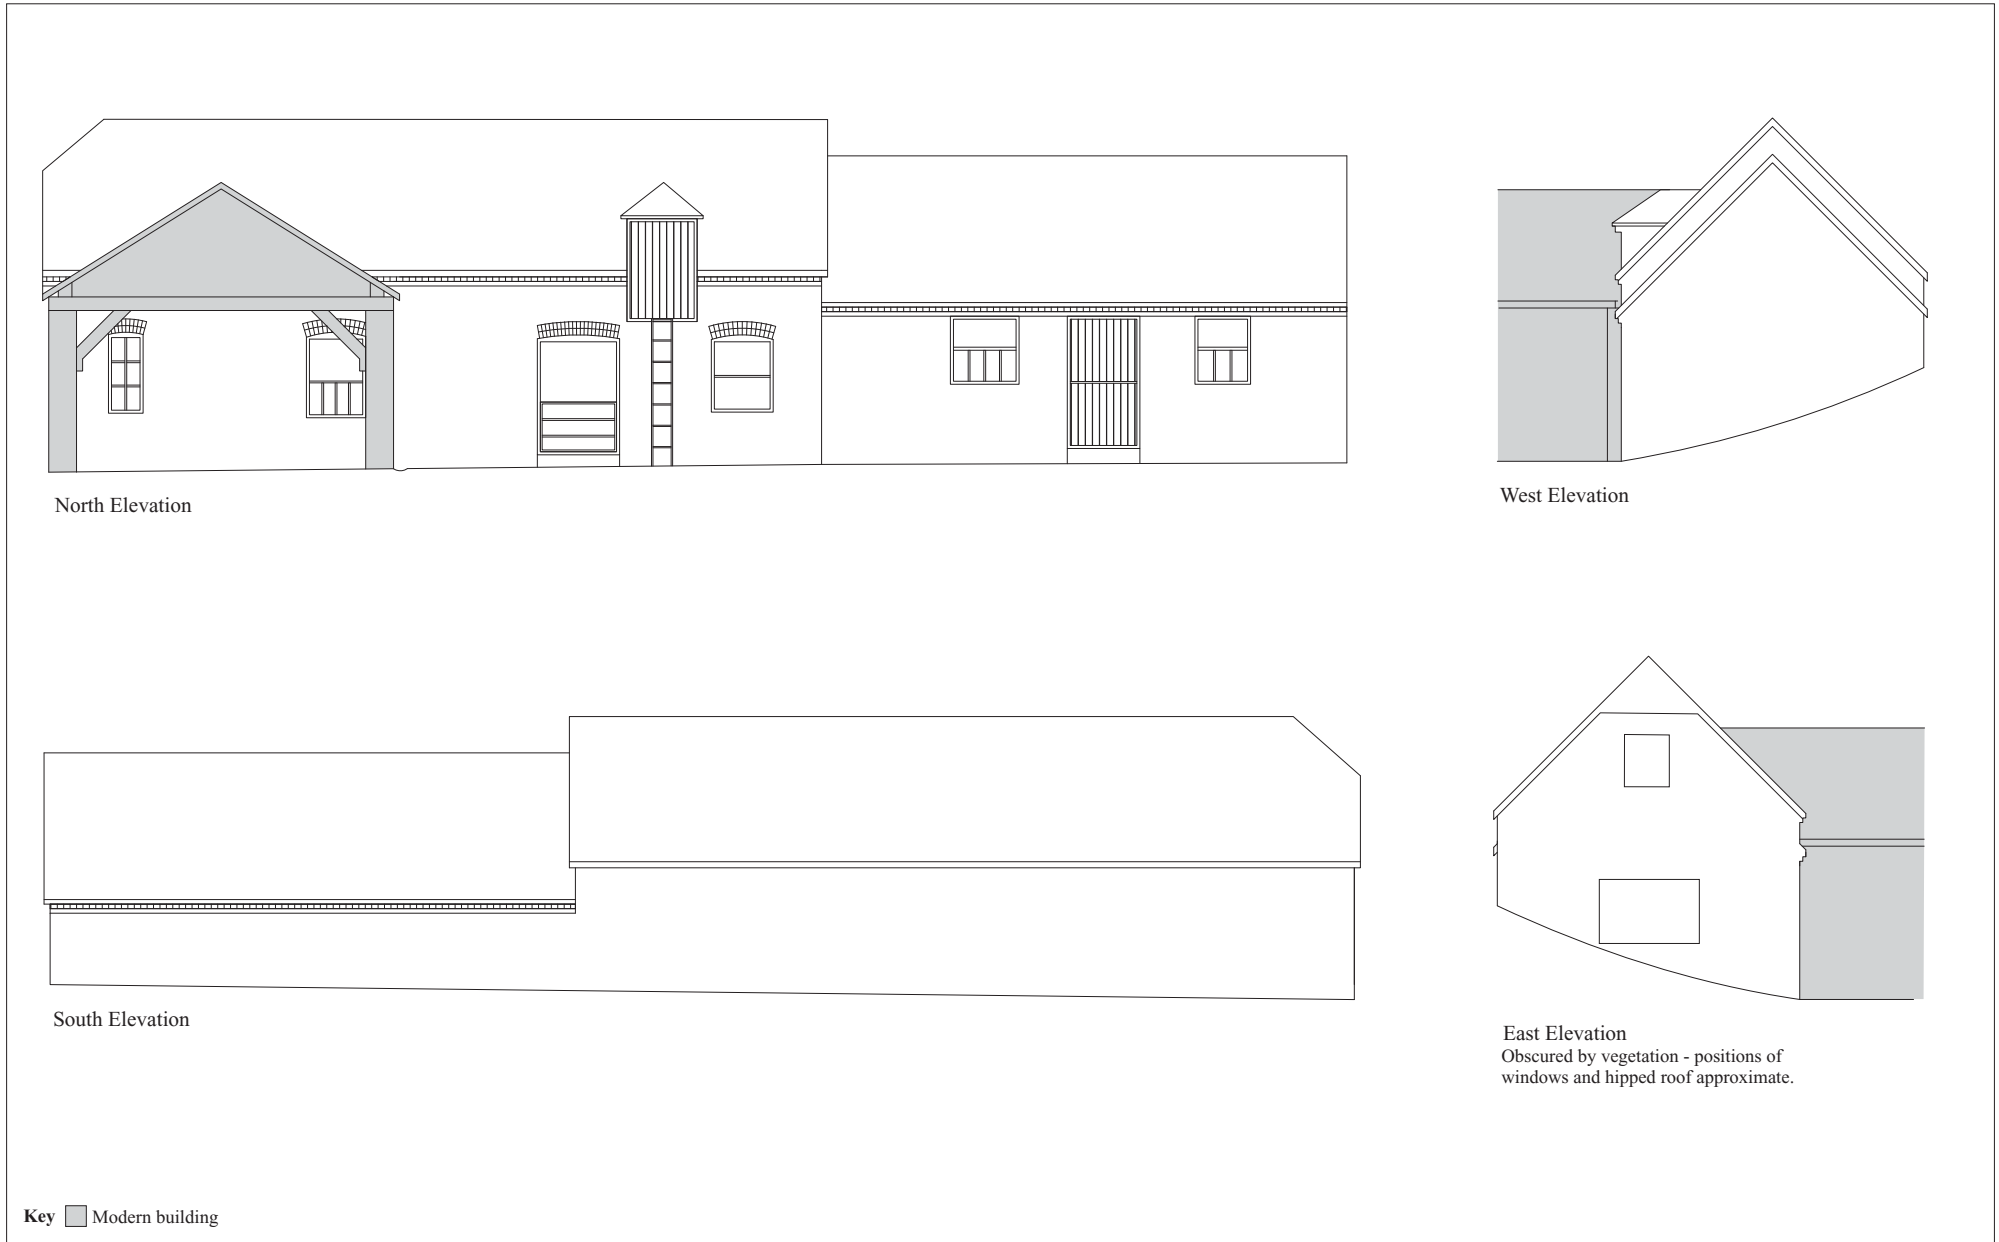 North Elevation
West Elevation
South Elevation
East Elevation
Obscured by vegetation - positions of
windows and hipped roof approximate.
Key Modern building